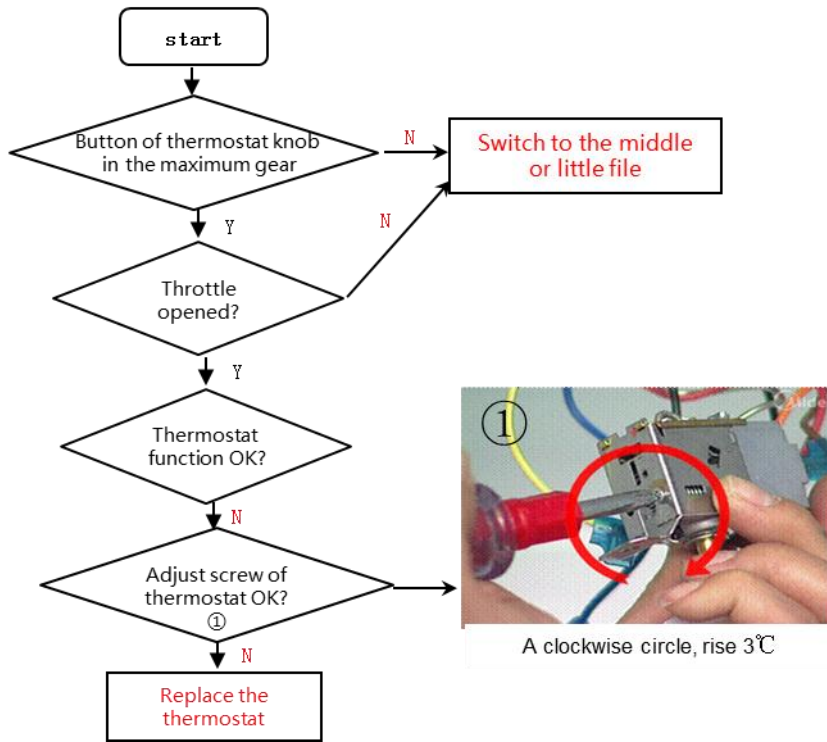 start
Button of thermostat knob
in the maximum gear
N
Switch to the middle
or little file
Y
N
Throttle
opened?
Y
Thermostat
function OK?
N
Adjust screw of
thermostat OK?
①
①
A clockwise circle, rise 3℃
N
Replace the
thermostat